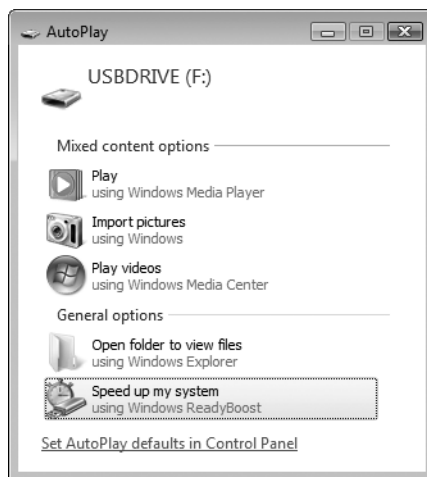 AutoPlay
USBDRIVE (F:)
Mixed content options
Play
using Windows Media Player
Import pictures
using Windows
Play videos
using Windows Media Center
General options
Open folder to view files
using Windows Explorer
Speed up my system
using Windows ReadyBoost
Set AutoPlay defaults in Control Panel